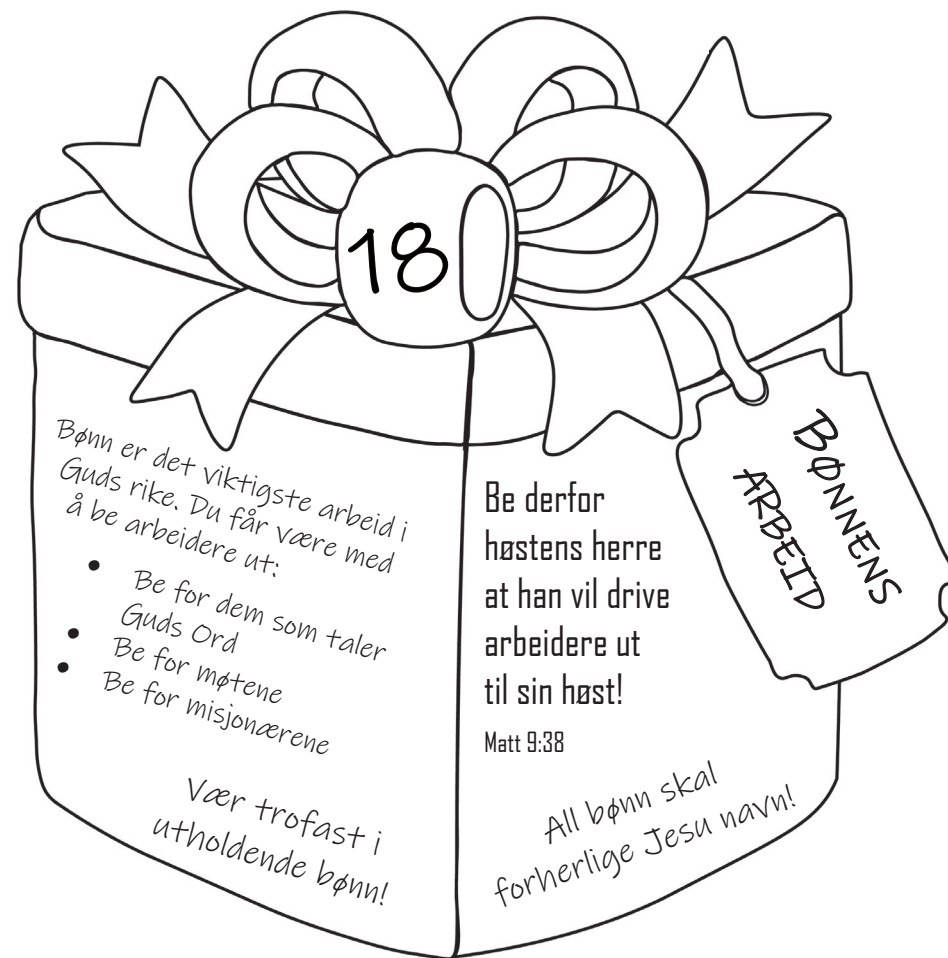 18
BØNNENS
ARBEID
Bønn er det viktigste arbeid i
Guds rike. Du får være med
å be arbeidere ut:
• Be for dem som taler
Guds Ord
• Be for møtene
• Be for misjonærene
Vær trofast i
utholdende bønn!
Be derfor
høstens herre
at han vil drive
arbeidere ut
til sin høst!
Matt 9:38
All bønn skal
forherlige Jesu navn!